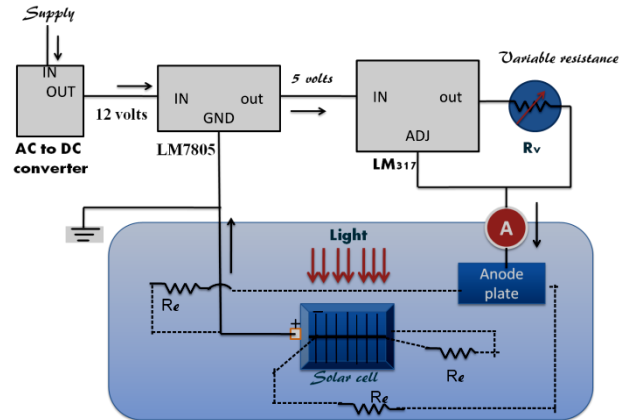 Supply
IN
OUT
AC to DC
converter
12 volts
IN
out
GND
LM7805
5 volts
IN
out
ADJ
LM317
Variable resistance
Rv
A
Light
Anode
plate
Re
+
−
Solar cell
Re
Re